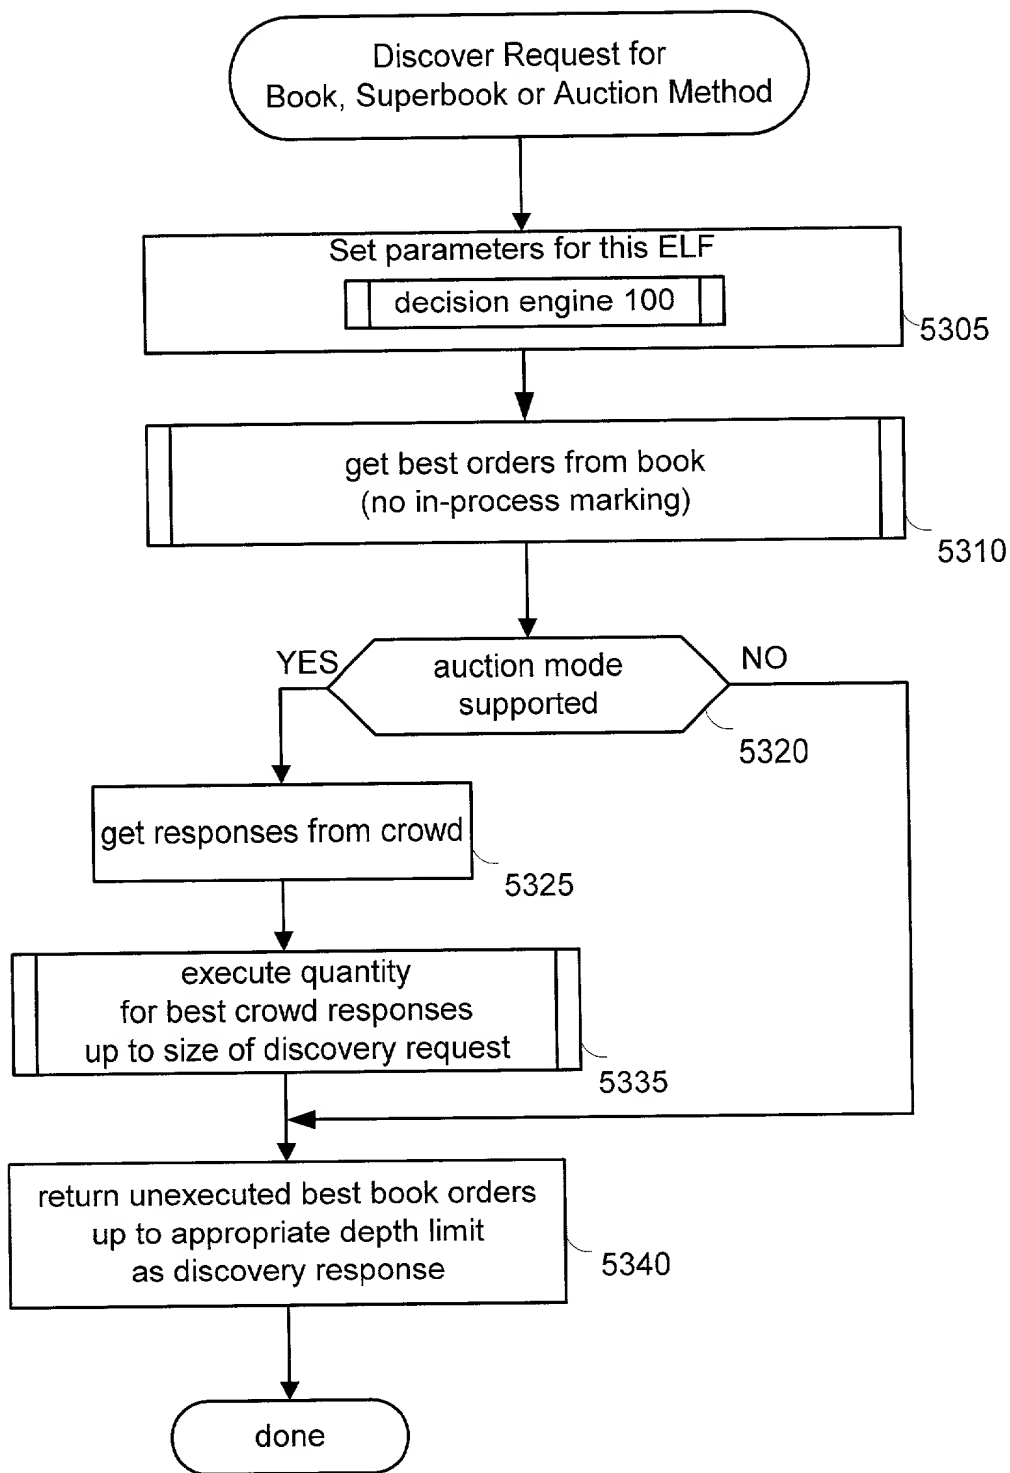 Discover Request for
Book, Superbook or Auction Method
Set parameters for this ELF
decision engine 100
5305
get best orders from book
(no in-process marking)
5310
YES
auction mode
supported
NO
5320
get responses from crowd
5325
execute quantity
for best crowd responses
up to size of discovery request
5335
return unexecuted best book orders
up to appropriate depth limit
as discovery response
5340
done